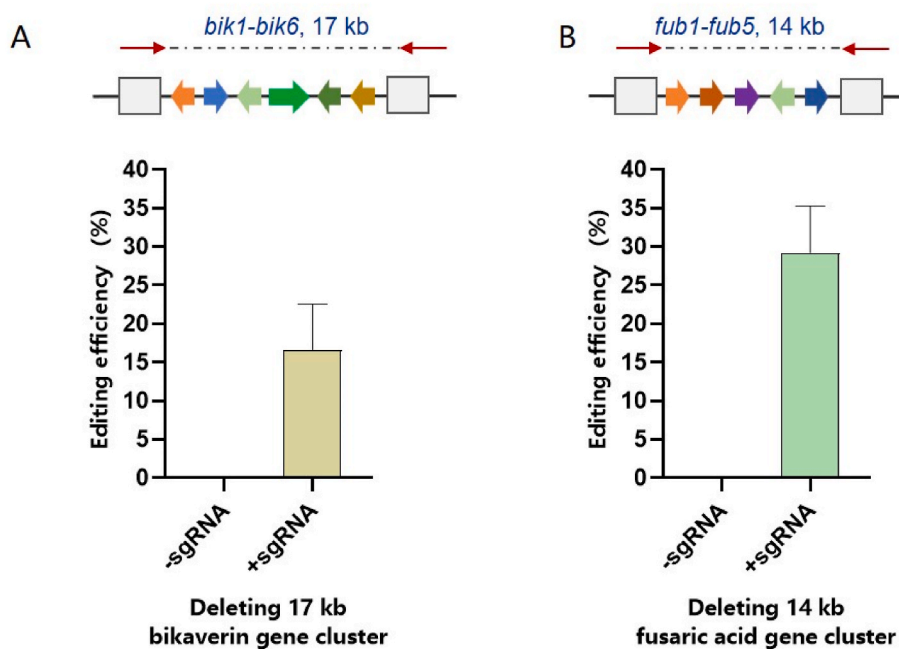 A
bik1-bik6, 17 kb
Editing efficiency (%)
40
35
30
25
20
15
10
5
0
-sgRNA
+sgRNA
Deleting 17 kb
bikaverin gene cluster
B
fub1-fub5, 14 kb
Editing efficiency (%)
40
35
30
25
20
15
10
5
0
-sgRNA
+sgRNA
Deleting 14 kb
fusaric acid gene cluster